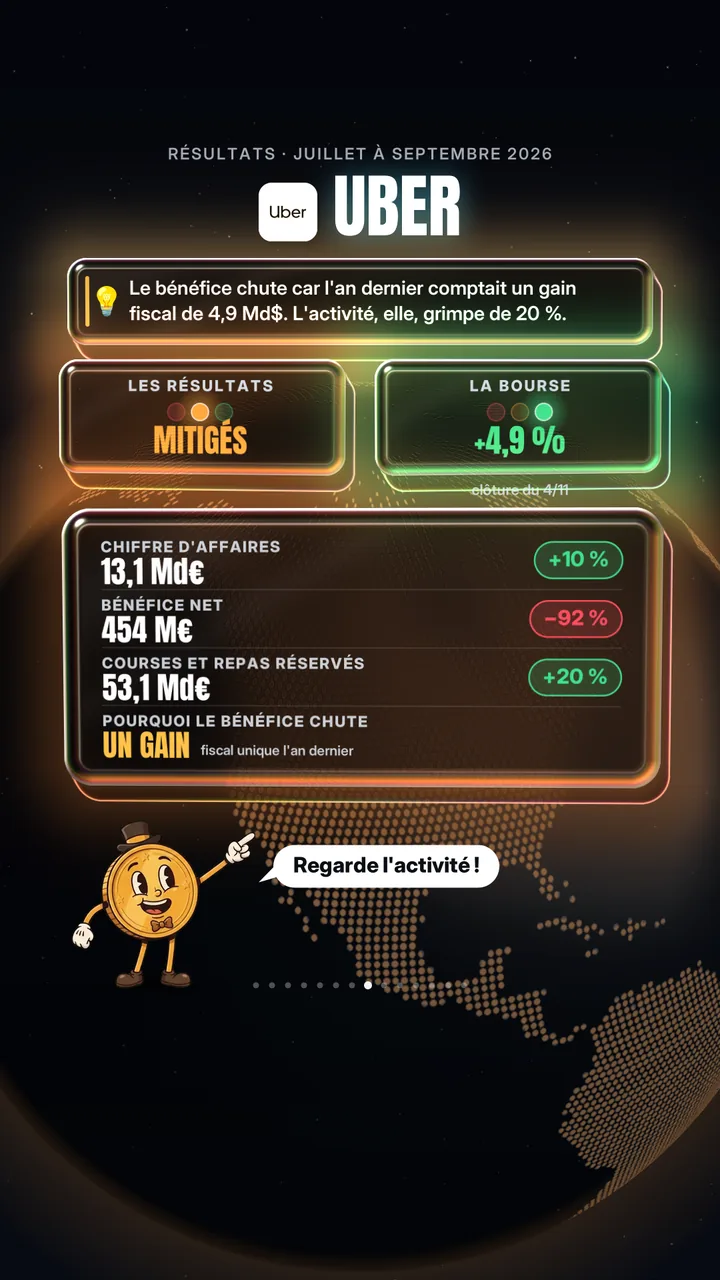 RÉSULTATS · JUILLET À SEPTEMBRE 2026
Uber UBER
Le bénéfice chute car l'an dernier comptait un gain
fiscal de 4,9 Md$. L'activité, elle, grimpe de 20 %.
LES RÉSULTATS
MITIGÉS
LA BOURSE
+4,9 %
clôture du 4/11
CHIFFRE D'AFFAIRES
13,1 Md€
+10 %
BÉNÉFICE NET
454 M€
−92 %
COURSES ET REPAS RÉSERVÉS
53,1 Md€
+20 %
POURQUOI LE BÉNÉFICE CHUTE
UN GAIN fiscal unique l'an dernier
Regarde l'activité !